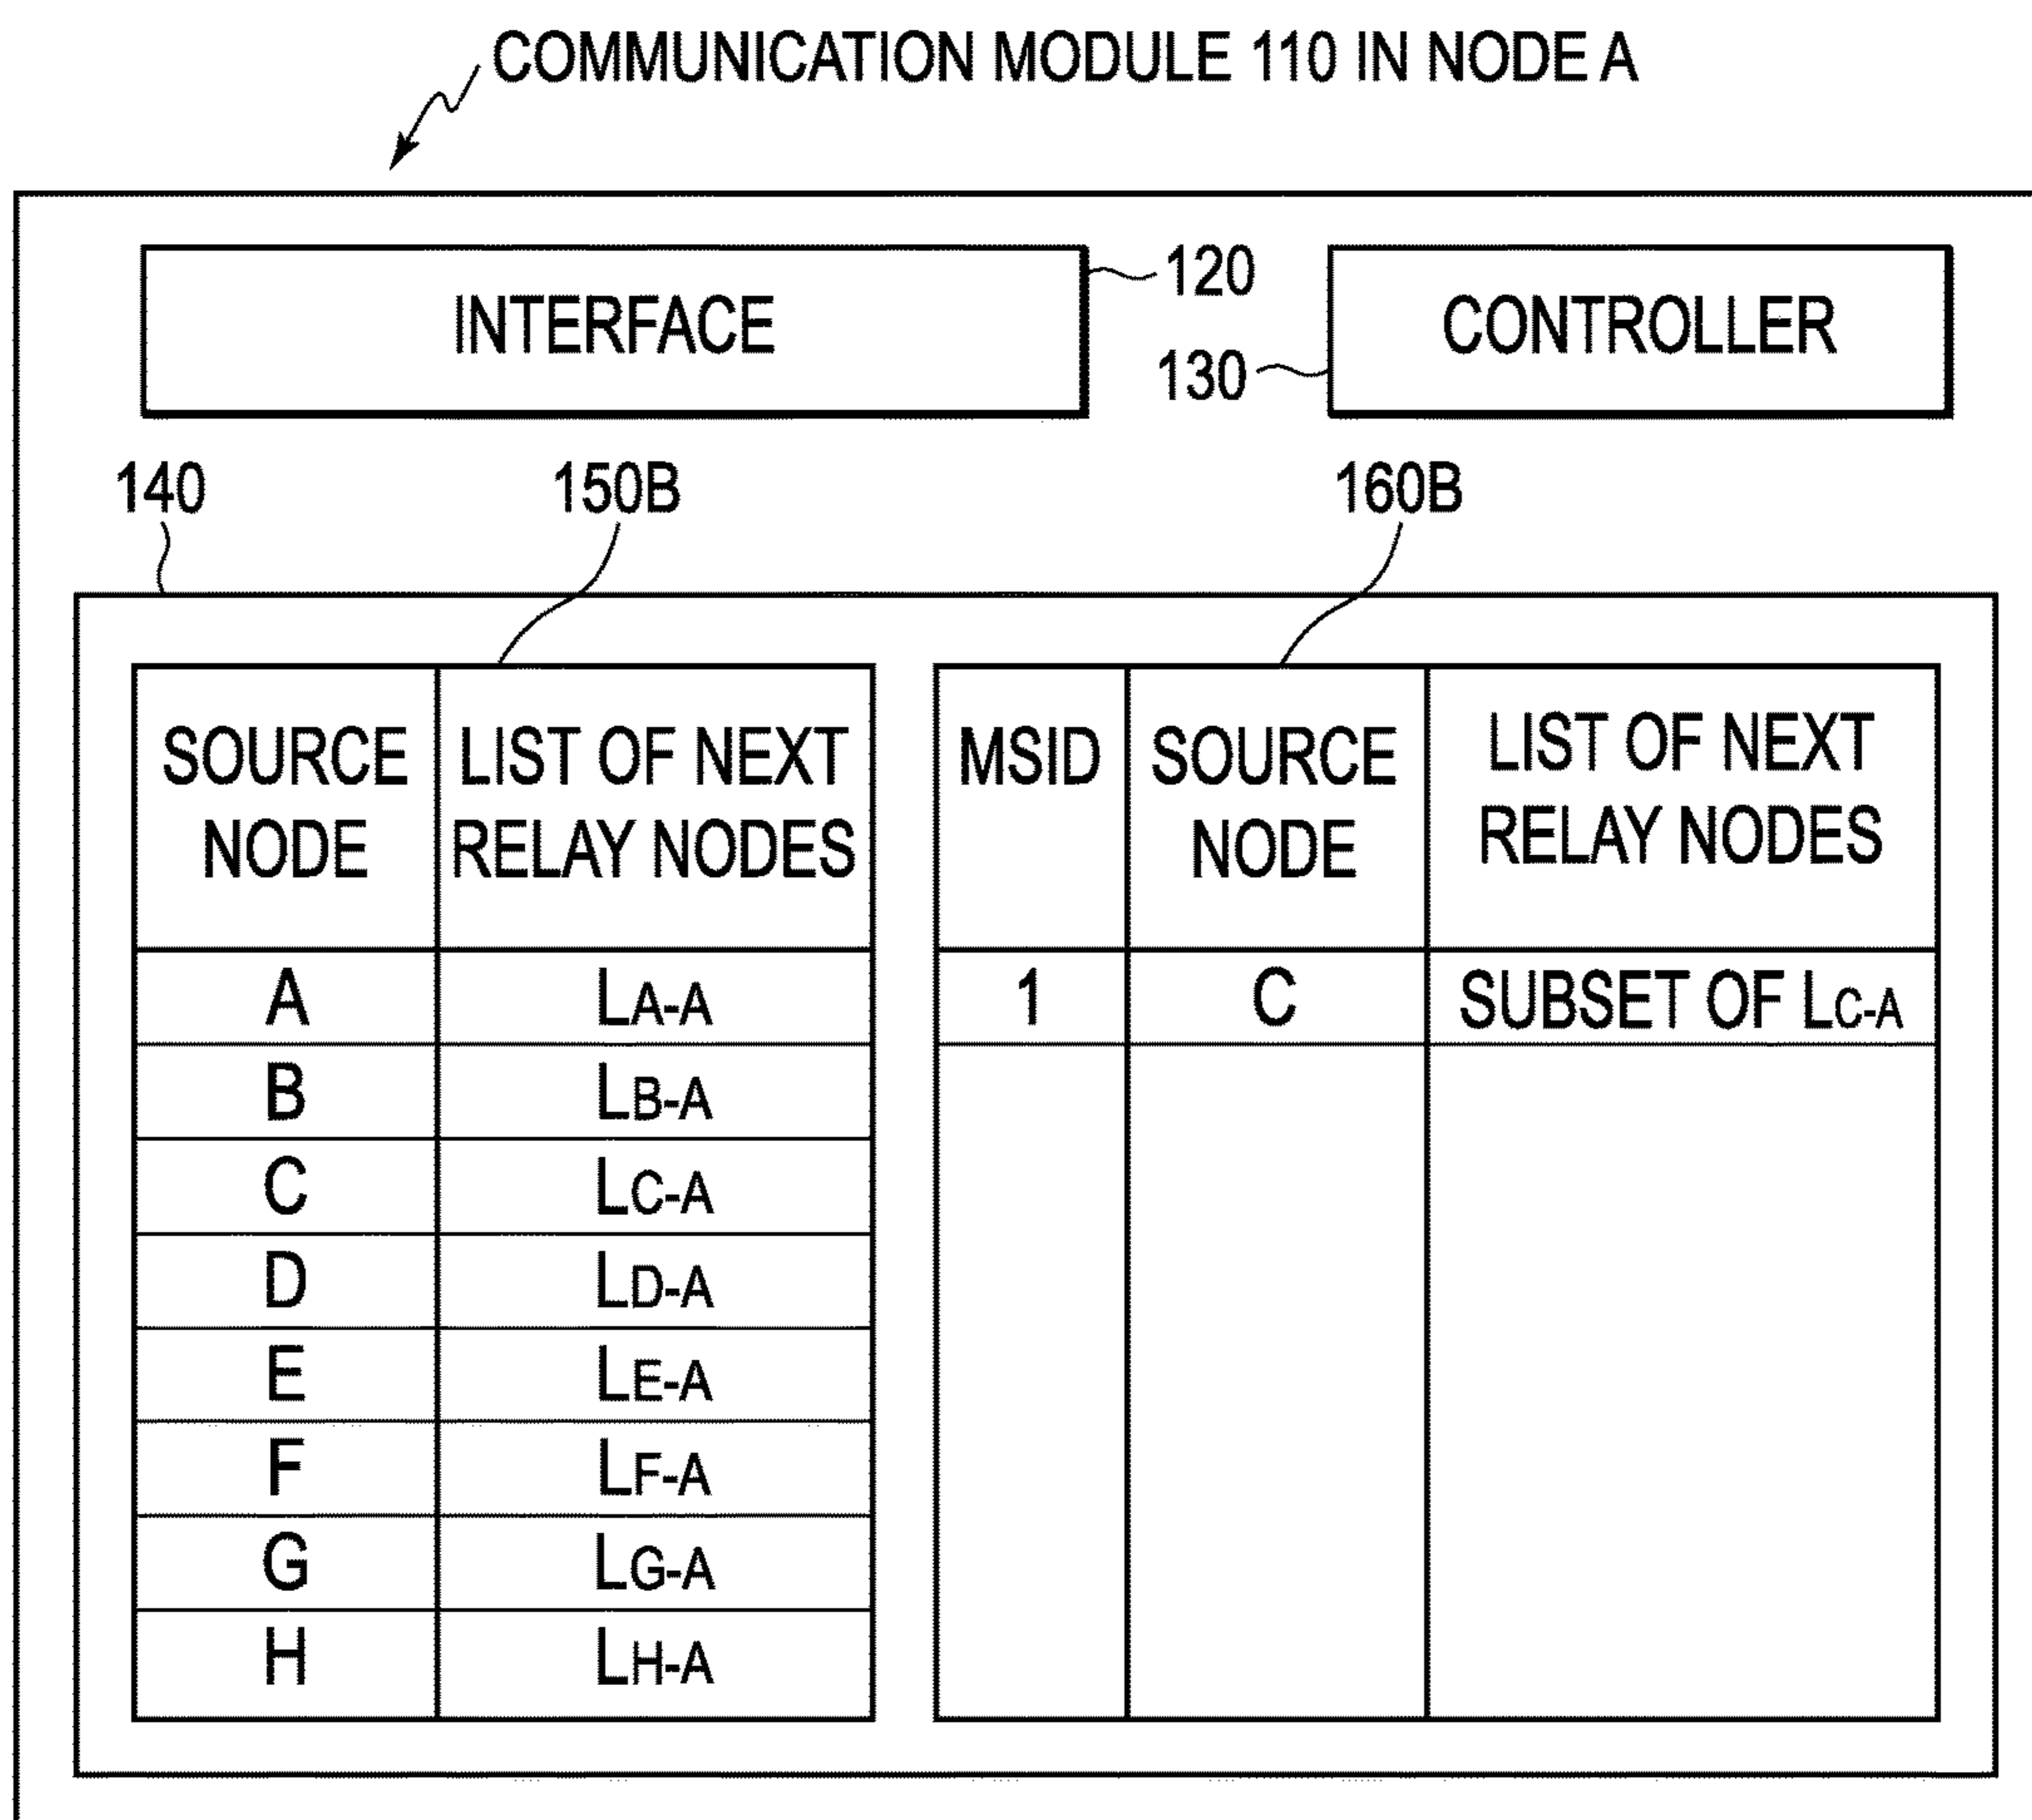 COMMUNICATION MODULE 110 IN NODE A
INTERFACE
120
130
CONTROLLER
140
150B
160B
SOURCE NODE
LIST OF NEXT RELAY NODES
A LA-A
B LB-A
C LC-A
D LD-A
E LE-A
F LF-A
G LG-A
H LH-A
MSID
SOURCE NODE
LIST OF NEXT RELAY NODES
1 C SUBSET OF LC-A